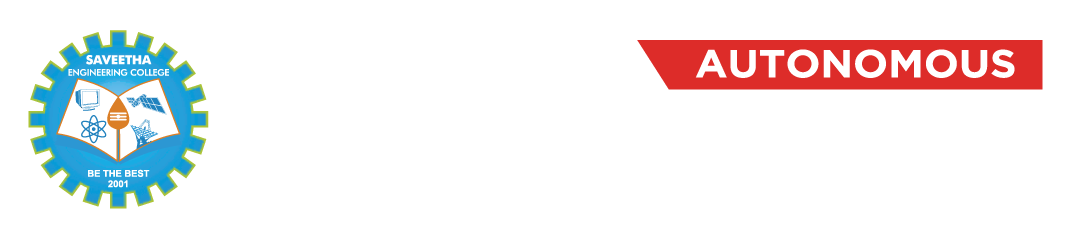 SAVEETHA
ENGINEERING COLLEGE
BE THE BEST
2001
AUTONOMOUS